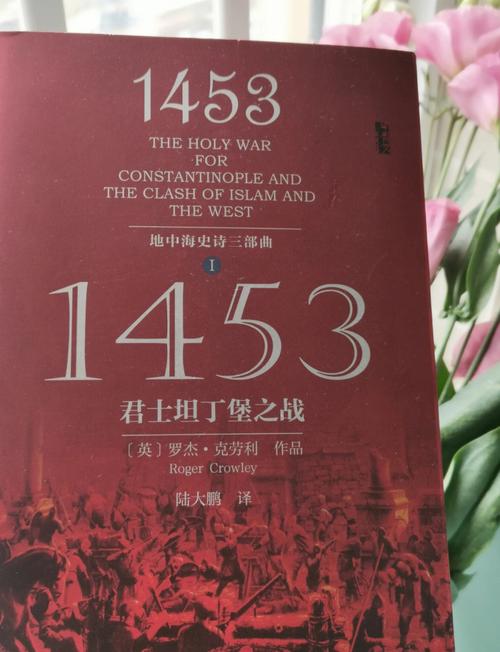 1453
THE HOLY WAR
FOR
CONSTANTINOPLE AND
THE CLASH OF ISLAM AND
THE WEST
地中海史诗三部曲
I
1453
君士坦丁堡之战
［英］罗杰·克劳利 作品
Roger Crowley
陆大鹏 译